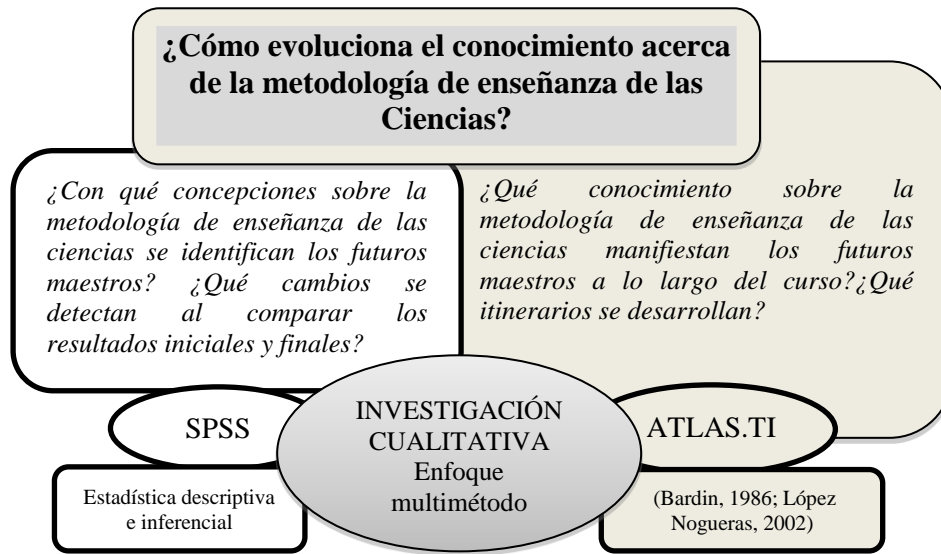 ¿Cómo evoluciona el conocimiento acerca
de la metodología de enseñanza de las
Ciencias?
¿Con qué concepciones sobre la
metodología de enseñanza de las
ciencias se identifican los futuros
maestros? ¿Qué cambios se
detectan al comparar los
resultados iniciales y finales?
¿Qué conocimiento sobre la
metodología de enseñanza de las
ciencias manifiestan los futuros
maestros a lo largo del curso?¿Qué
itinerarios se desarrollan?
SPSS
INVESTIGACIÓN
CUALITATIVA
Enfoque
multimétodo
ATLAS.TI
Estadística descriptiva
e inferencial
(Bardin, 1986; López
Nogueras, 2002)